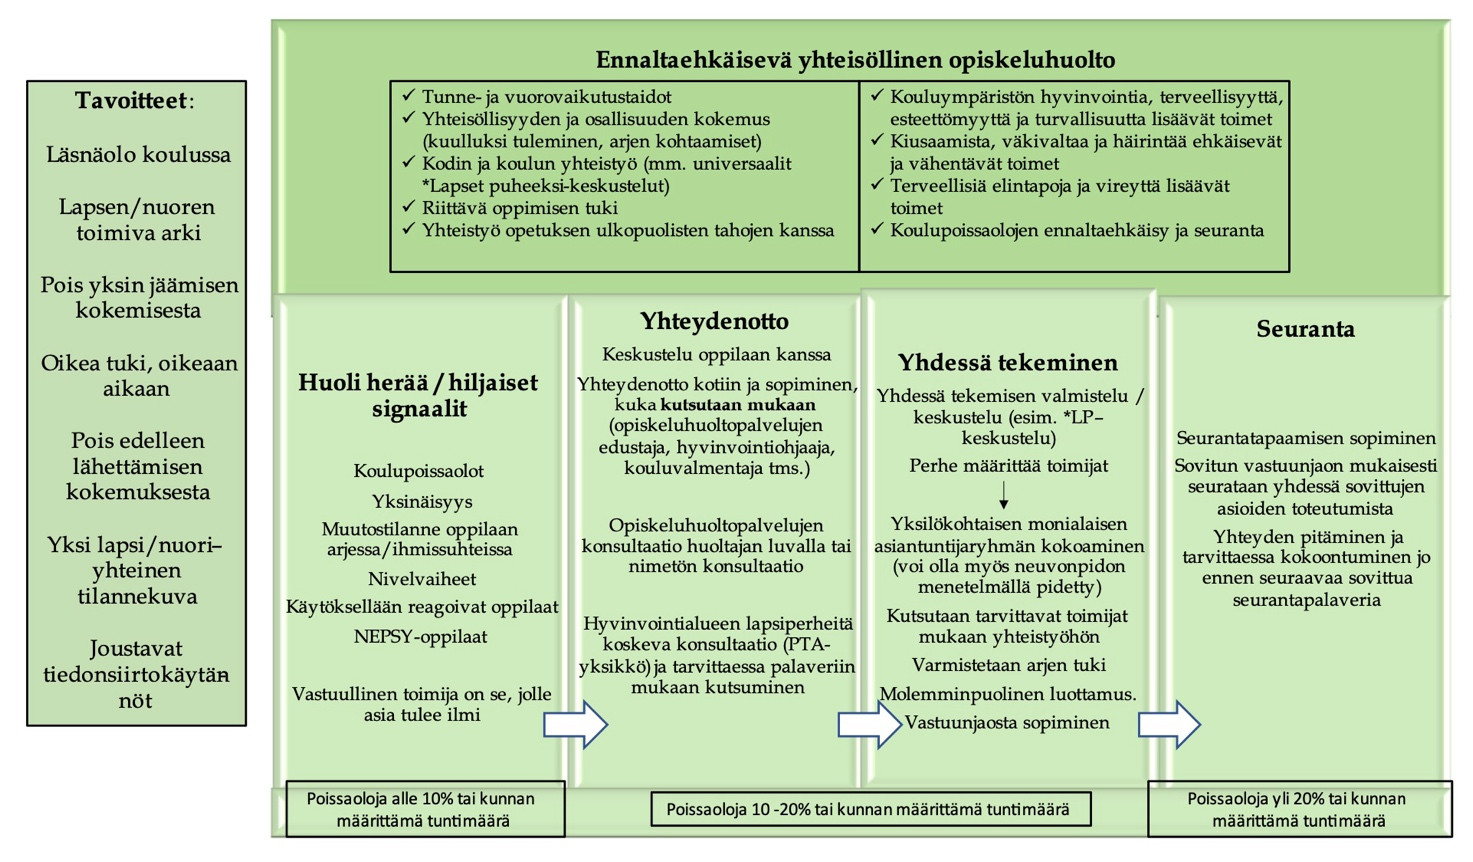 Tavoitteet:
Läsnäolo koulussa
Lapsen/nuoren
toimiva arki
Pois yksin jäämisen
kokemisesta
Oikea tuki, oikeaan
aikaan
Pois edelleen
lähettämisen
kokemuksesta
Yksi lapsi/nuori–
yhteinen
tilannekuva
Joustavat
tiedonsiirtokäytän-
nöt
Ennaltaehkäisevä yhteisöllinen opiskeluhuolto
✓ Tunne- ja vuorovaikutustaidot
✓ Yhteisöllisyyden ja osallisuuden kokemus
(kuulluksi tuleminen, arjen kohtaamiset)
✓ Kodin ja koulun yhteistyö (mm. universaalit
*Lapset puheeksi-keskustelut)
✓ Riittävä oppimisen tuki
✓ Yhteistyö opetuksen ulkopuolisten tahojen kanssa
✓ Kouluympäristön hyvinvointia, terveellisyyttä,
esteettömyyttä ja turvallisuutta lisäävät toimet
✓ Kiusaamista, väkivaltaa ja häirintää ehkäisevät
ja vähentävät toimet
✓ Terveellisiä elintapoja ja vireyttä lisäävät
toimet
✓ Koulupoissaolojen ennaltaehkäisy ja seuranta
Huoli herää / hiljaiset
signaalit
Koulupoissaolot
Yksinäisyys
Muutostilanne oppilaan
arjessa/ihmissuhteissa
Nivelvaiheet
Käytöksellään reagoivat oppilaat
NEPSY-oppilaat
Vastuullinen toimija on se, jolle
asia tulee ilmi
Yhteydenotto
Keskustelu oppilaan kanssa
Yhteydenotto kotiin ja sopiminen,
kuka kutsutaan mukaan
(opiskeluhuoltopalvelujen
edustaja, hyvinvointiohjaaja,
kouluvalmentaja tms.)
Opiskeluhuoltopalvelujen
konsultaatio huoltajan luvalla tai
nimetön konsultaatio
Hyvinvointialueen lapsiperheitä
koskeva konsultaatio (PTA-
yksikkö) ja tarvittaessa palaveriin
mukaan kutsuminen
Yhdessä tekeminen
Yhdessä tekemisen valmistelu /
keskustelu (esim. *LP–
keskustelu)
Perhe määrittää toimijat
Yksilökohtaisen monialaisen
asiantuntijaryhmän kokoaminen
(voi olla myös neuvonpidon
menetelmällä pidetty)
Kutsutaan tarvittavat toimijat
mukaan yhteistyöhön
Varmistetaan arjen tuki
Molemminpuolinen luottamus.
Vastuunjaosta sopiminen
Seuranta
Seurantatapaamisen sopiminen
Sovitun vastuunjaon mukaisesti
seurataan yhdessä sovittujen
asioiden toteutumista
Yhteyden pitäminen ja
tarvittaessa kokoontuminen jo
ennen seuraavaa sovittua
seurantapalaveria
Poissaoloja alle 10% tai kunnan
määrittämä tuntimäärä
Poissaoloja 10 -20% tai kunnan määrittämä tuntimäärä
Poissaoloja yli 20% tai kunnan
määrittämä tuntimäärä